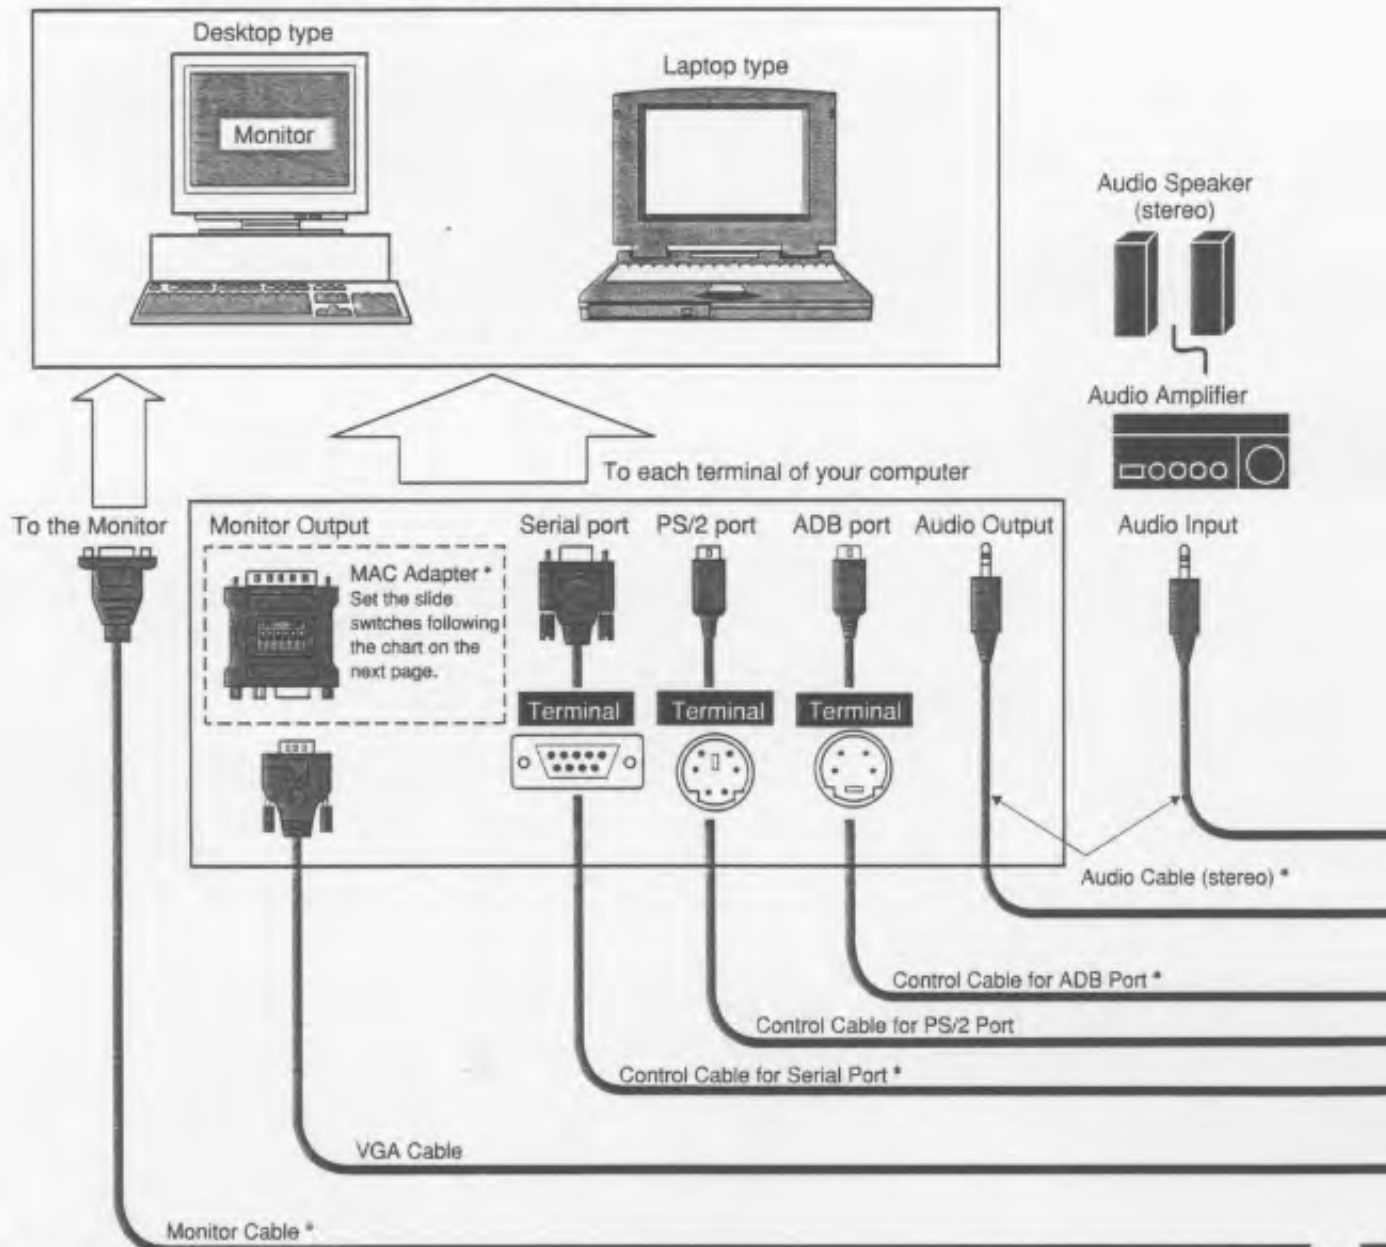 Desktop type
Monitor
Laptop type
Audio Speaker
(stereo)
Audio Amplifier
To each terminal of your computer
To the Monitor
Monitor Output
Serial port
PS/2 port
ADB port
Audio Output
Audio Input
MAC Adapter *
Set the slide
switches following
the chart on the
next page.
Terminal
Terminal
Terminal
Audio Cable (stereo) *
Control Cable for ADB Port *
Control Cable for PS/2 Port
Control Cable for Serial Port *
VGA Cable
Monitor Cable *